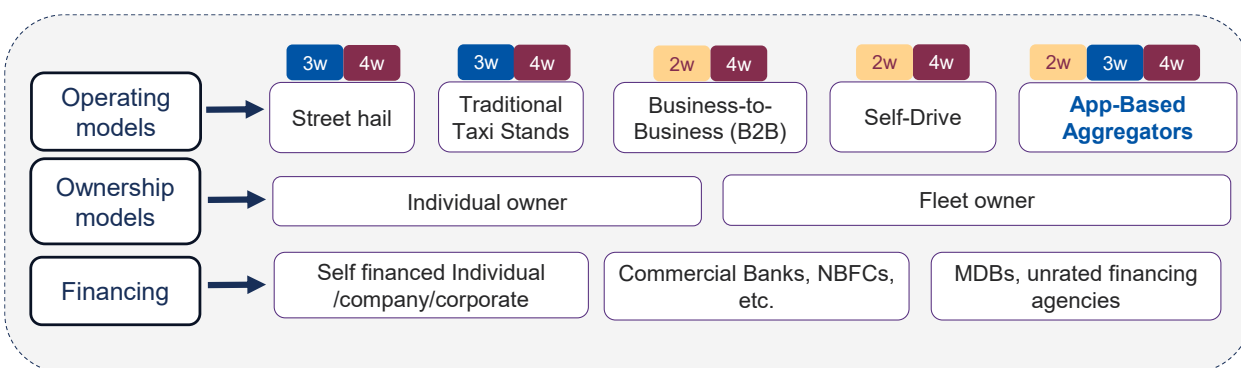 3w 4w 3w 4w 2w 4w 2w 4w 2w 3w 4w
Operating
models
Street hail
Traditional
Taxi Stands
Business-to-
Business (B2B)
Self-Drive
App-Based
Aggregators
Ownership
models
Individual owner
Fleet owner
Financing
Self financed Individual
/company/corporate
Commercial Banks, NBFCs,
etc.
MDBs, unrated financing
agencies